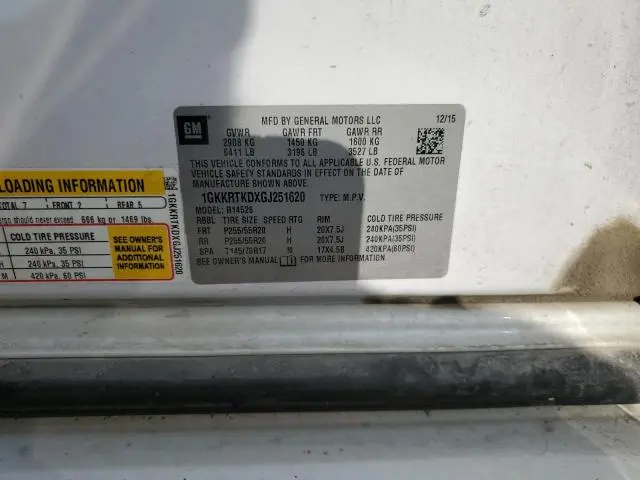 GM
MFD BY GENERAL MOTORS LLC 12/15
GVWR GAWR FRT GAWR RR
2908 KG 1450 KG 1600 KG
6411 LB 3196 LB 3527 LB
THIS VEHICLE CONFORMS TO ALL APPLICABLE U.S. FEDERAL MOTOR
VEHICLE SAFETY STANDARDS IN EFFECT ON THE DATE OF
MANUFACTURE SHOWN ABOVE.
1GKKRTKDXGJ251620 TYPE: M.P.V.
MODEL: R14526
RBBL TIRE SIZE SPEED RTG RIM COLD TIRE PRESSURE
FRT P255/55R20 H 20X7.5J 240KPA(35PSI)
RR P255/55R20 H 20X7.5J 240KPA(35PSI)
SPA T145/70R17 M 17X4.5B 420KPA(60PSI)
SEE OWNER'S MANUAL FOR MORE INFORMATION
LOADING INFORMATION
TOTAL 7 FRONT 2 REAR 5
should never exceed 666 kg or 1469 lbs.
COLD TIRE PRESSURE
240 kPa, 35 PSI
H 240 kPa, 35 PSI
M 420 kPa, 60 PSI
SEE OWNER'S
MANUAL FOR
ADDITIONAL
INFORMATION
1GKKRTKDXGJ251620